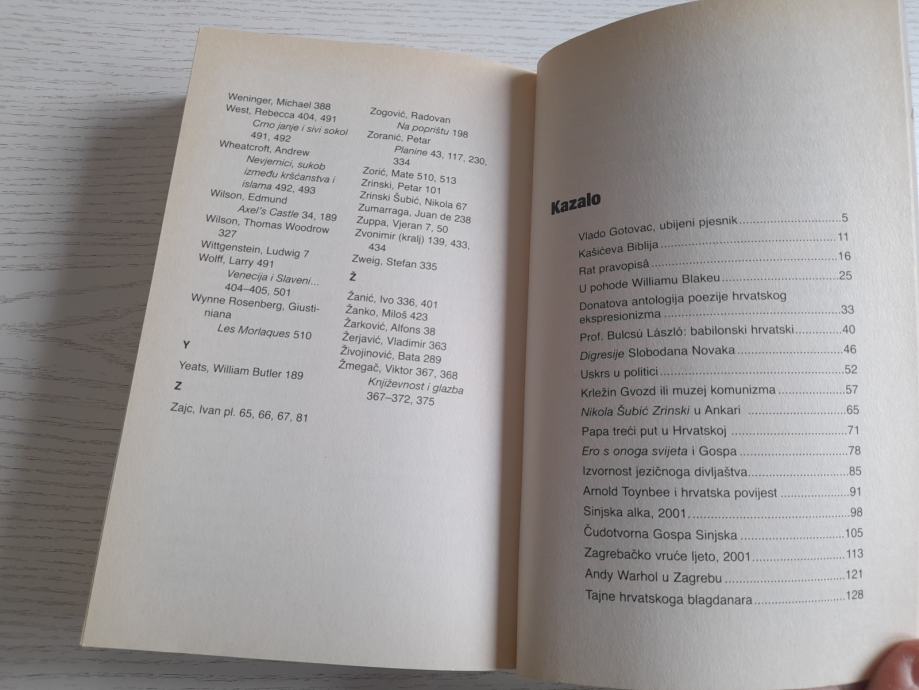 Weninger, Michael 388
West, Rebecca 404, 491
Crno janje i sivi sokol
491, 492
Wheatcroft, Andrew
Nevjernici, sukob
između kršćanstva i
islama 492, 493
Wilson, Edmund
Axel's Castle 34, 189
Wilson, Thomas Woodrow
327
Wittgenstein, Ludwig 7
Wolff, Larry 491
Venecija i Slaveni...
404–405, 501
Wynne Rosenberg, Giusti-
niana
Les Morlaques 510
Y
Yeats, William Butler 189
Z
Zajc, Ivan pl. 65, 66, 67, 81
Zogović, Radovan
Na poprištu 198
Zoranić, Petar
Planine 43, 117, 230,
334
Zorić, Mate 510, 513
Zrinski, Petar 101
Zrinski Šubić, Nikola 67
Zumarraga, Juan de 238
Zuppa, Vjeran 7, 50
Zvonimir (kralj) 139, 433,
434
Zweig, Stefan 335
Ž
Žanić, Ivo 336, 401
Žanko, Miloš 423
Žarković, Alfons 38
Žerjavić, Vladimir 363
Živojinović, Bata 289
Žmegač, Viktor 367, 368
Književnost i glazba
367–372, 375
Kazalo
Vlado Gotovac, ubijeni pjesnik 5
Kašićeva Biblija 11
Rat pravopisâ 16
U pohode Williamu Blakeu 25
Donatova antologija poezije hrvatskog
ekspresionizma 33
Prof. Bulcsú László: babilonski hrvatski 40
Digresije Slobodana Novaka 46
Uskrs u politici 52
Krležin Gvozd ili muzej komunizma 57
Nikola Šubić Zrinski u Ankari 65
Papa treći put u Hrvatskoj 71
Ero s onoga svijeta i Gospa 78
Izvornost jezičnoga divljaštva 85
Arnold Toynbee i hrvatska povijest 91
Sinjska alka, 2001 98
Čudotvorna Gospa Sinjska 105
Zagrebačko vruće ljeto, 2001 113
Andy Warhol u Zagrebu 121
Tajne hrvatskoga blagdanara 128